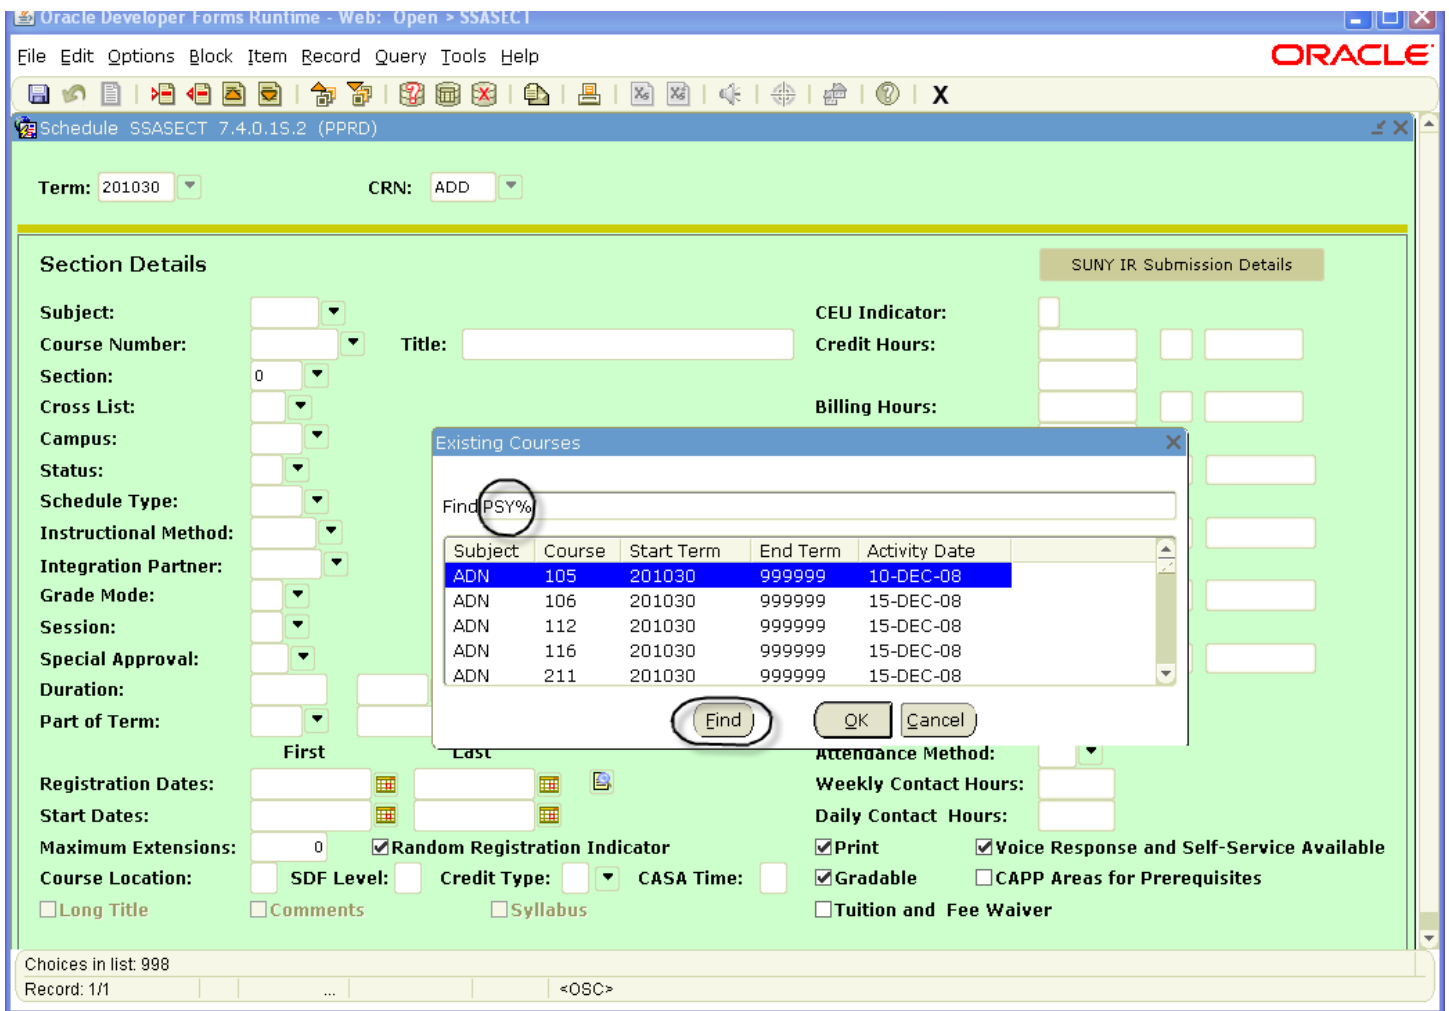 Oracle Developer Forms Runtime - Web: Open > SSASECT
File Edit Options Block Item Record Query Tools Help
ORACLE
Schedule SSASECT 7.4.0.1S.2 (PPRD)
Term: 201030 CRN: ADD
Section Details
SUNY IR Submission Details
Subject: CEU Indicator:
Course Number: Title: Credit Hours:
Section: 0
Cross List: Billing Hours:
Campus:
Existing Courses
Status:
Schedule Type:
Find PSY%
Instructional Method:
Subject Course Start Term End Term Activity Date
Integration Partner:
ADN 105 201030 999999 10-DEC-08
Grade Mode:
ADN 106 201030 999999 15-DEC-08
Session:
ADN 112 201030 999999 15-DEC-08
Special Approval:
ADN 116 201030 999999 15-DEC-08
ADN 211 201030 999999 15-DEC-08
Duration:
Part of Term:
Find OK Cancel
First Last Attendance Method:
Registration Dates: Weekly Contact Hours:
Start Dates: Daily Contact Hours:
Maximum Extensions: 0 Random Registration Indicator Print Voice Response and Self-Service Available
Course Location: SDF Level: Credit Type: CASA Time: Gradable CAPP Areas for Prerequisites
Long Title Comments Syllabus Tuition and Fee Waiver
Choices in list: 998
Record: 1/1 ... <OSC>